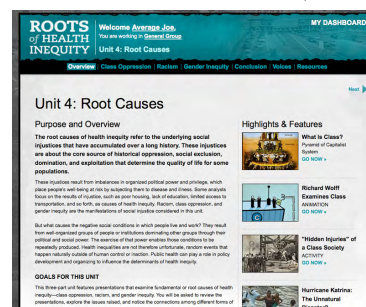 ROOTS
of HEALTH
INEQUITY
Welcome Average Joe,
You are working in General Group
Unit 4: Root Causes
MY DASHBOARD
Overview Class Oppression | Racism | Gender Inequity | Conclusion | Voices | Resources
Next
Unit 4: Root Causes
Purpose and Overview
The root causes of health inequity refer to the underlying social
injustices that have accumulated over a long history. These injustices
are about the core source of historical oppression, social exclusion,
domination, and exploitation that determine the quality of life for some
populations.
These injustices result from imbalances in organized political power and privilege, which
place people's well-being at risk by subjecting them to disease and illness. Some analysts
focus on the results of injustice, such as poor housing, lack of education, limited access to
transportation, and so forth, as causes of health inequity. Racism, class oppression, and
gender inequity are the manifestations of social injustice considered in this unit.
But what causes the negative social conditions in which people live and work? They result
from well-organized groups of people or institutions dominating other groups through their
political and social power. The exercise of that power enables those conditions to be
repeatedly produced. Health inequalities are not therefore unfortunate, random events that
happen naturally outside of human control or inaction. Public health can play a role in policy
development and organizing to influence the determinants of health inequity.
GOALS FOR THIS UNIT
This three-part unit features presentations that examine fundamental or root causes of health
inequity—class oppression, racism, and gender inequity. You will be asked to review the
presentations, explore the issues raised, and notice the connections among different forms of
Highlights & Features
What Is Class?
Pyramid of Capitalist
System
GO NOW »
Richard Wolff
Examines Class
ANIMATION
GO NOW »
"Hidden Injuries" of
a Class Society
ACTIVITY
GO NOW »
Hurricane Katrina:
The Unnatural
Disaster?